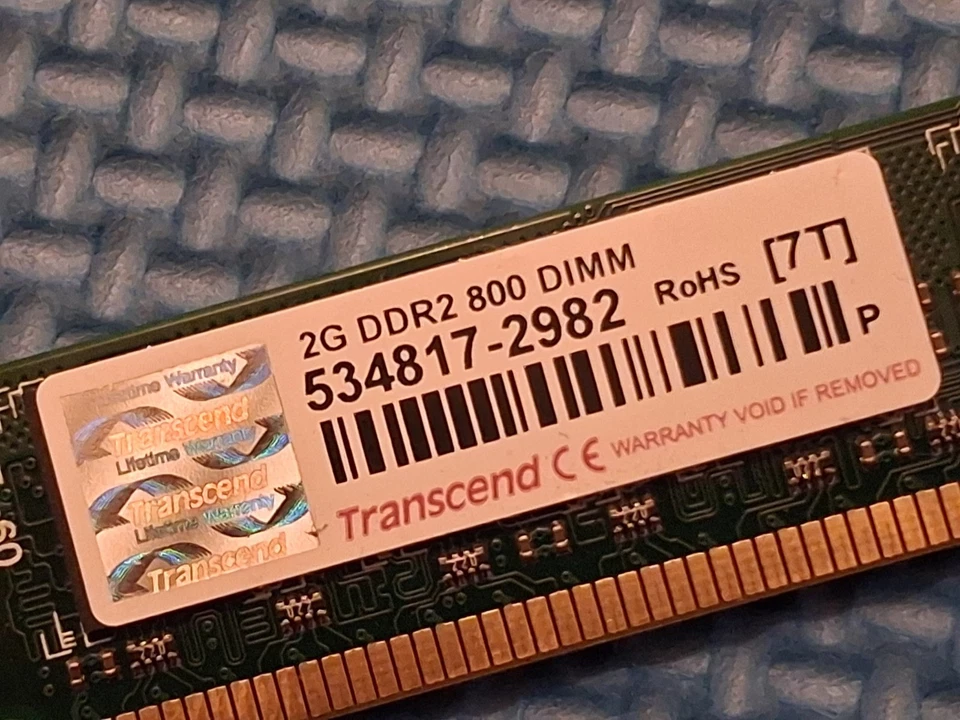 2G DDR2 800 DIMM
534817-2982 RoHS [7T]
P
Transcend CE WARRANTY VOID IF REMOVED
Lifetime Warranty
Transcend
Lifetime Warranty
Transcend
Lifetime Warranty
Transcend
60